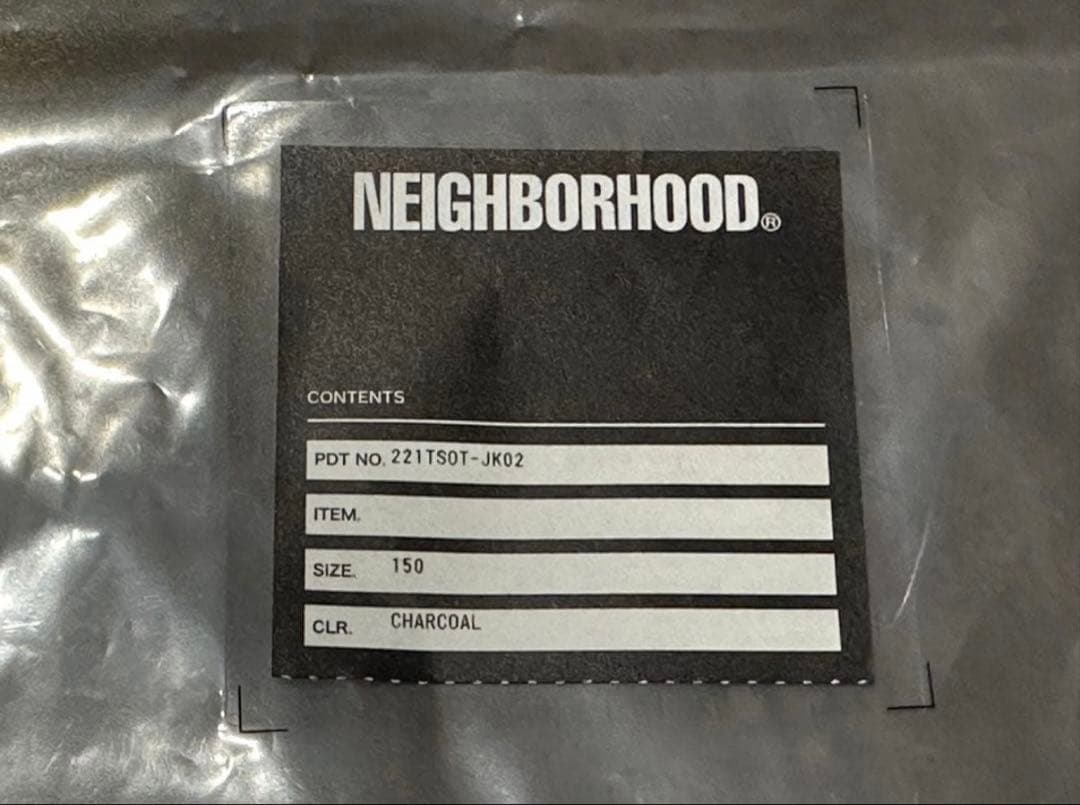 NEIGHBORHOOD®
CONTENTS
PDT NO. 221TSOT-JK02
ITEM.
SIZE. 150
CLR. CHARCOAL